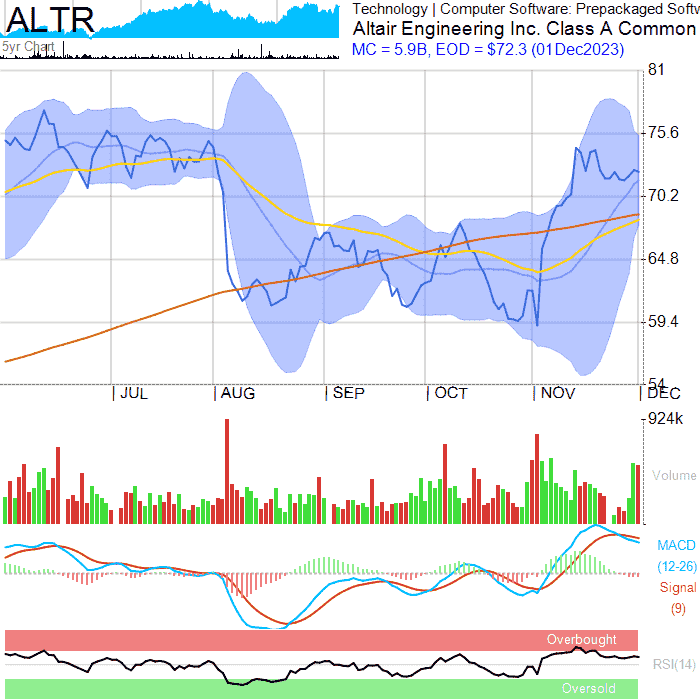 ALTR
5yr Chart
Technology | Computer Software: Prepackaged Softw
Altair Engineering Inc. Class A Common
MC = 5.9B, EOD = $72.3 (01Dec2023)
81
75.6
70.2
64.8
59.4
54
JUL AUG SEP OCT NOV DEC
924k
Volume
MACD
(12-26)
Signal
(9)
Overbought
RSI(14)
Oversold